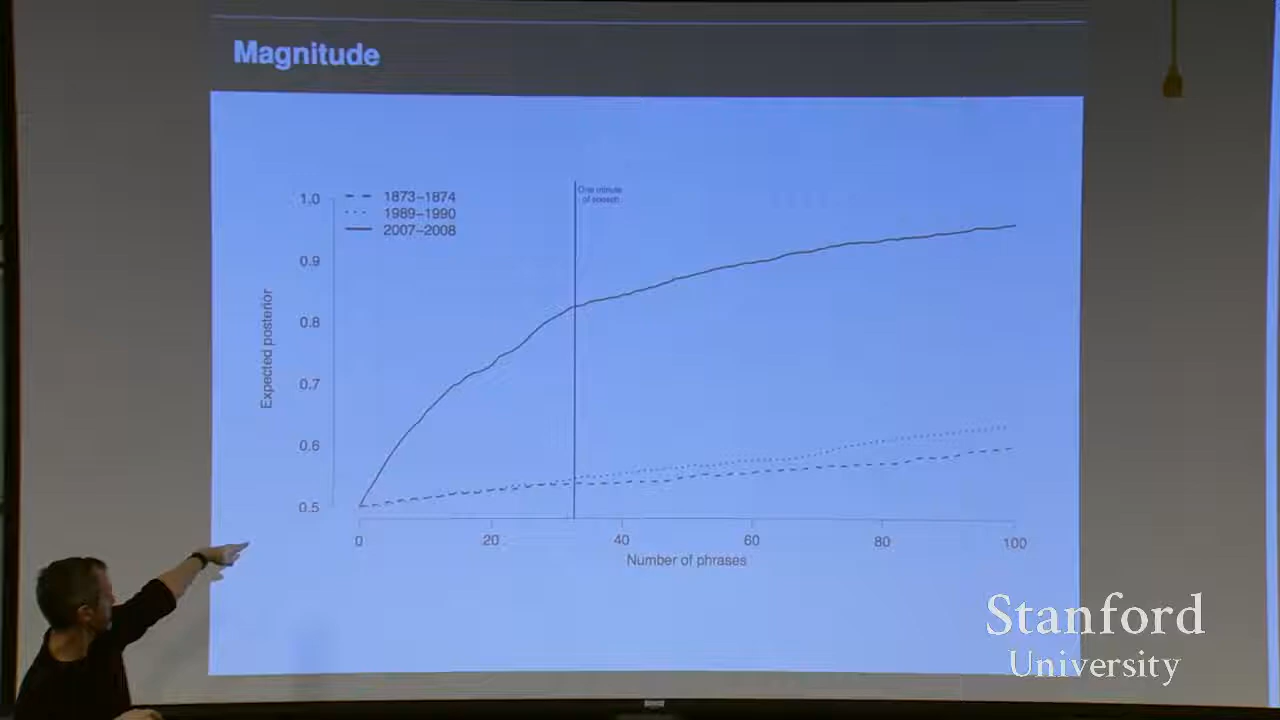 Magnitude
1.0
0.9
0.8
0.7
0.6
0.5
Expected posterior
1873–1874
1989–1990
2007–2008
One minute
of speech
0
20
40
60
80
100
Number of phrases
Stanford
University